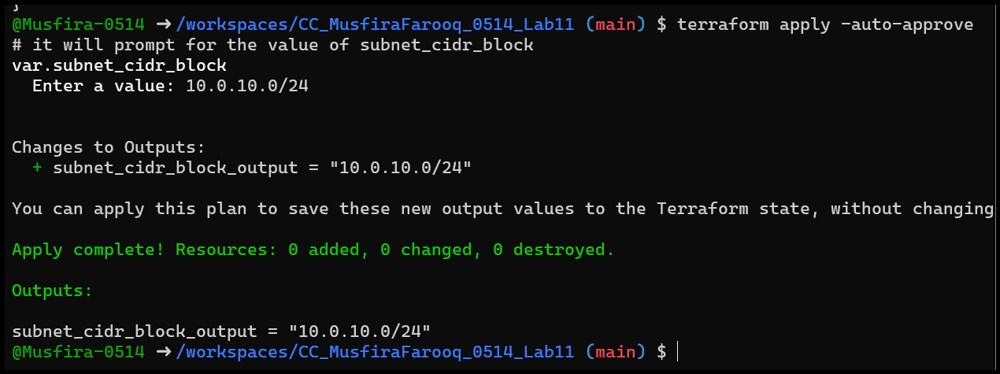 @Musfira-0514 ➜/workspaces/CC_MusfiraFarooq_0514_Lab11 (main) $ terraform apply -auto-approve
# it will prompt for the value of subnet_cidr_block
var.subnet_cidr_block
  Enter a value: 10.0.10.0/24
Changes to Outputs:
  + subnet_cidr_block_output = "10.0.10.0/24"
You can apply this plan to save these new output values to the Terraform state, without changing
Apply complete! Resources: 0 added, 0 changed, 0 destroyed.
Outputs:
subnet_cidr_block_output = "10.0.10.0/24"
@Musfira-0514 ➜/workspaces/CC_MusfiraFarooq_0514_Lab11 (main) $